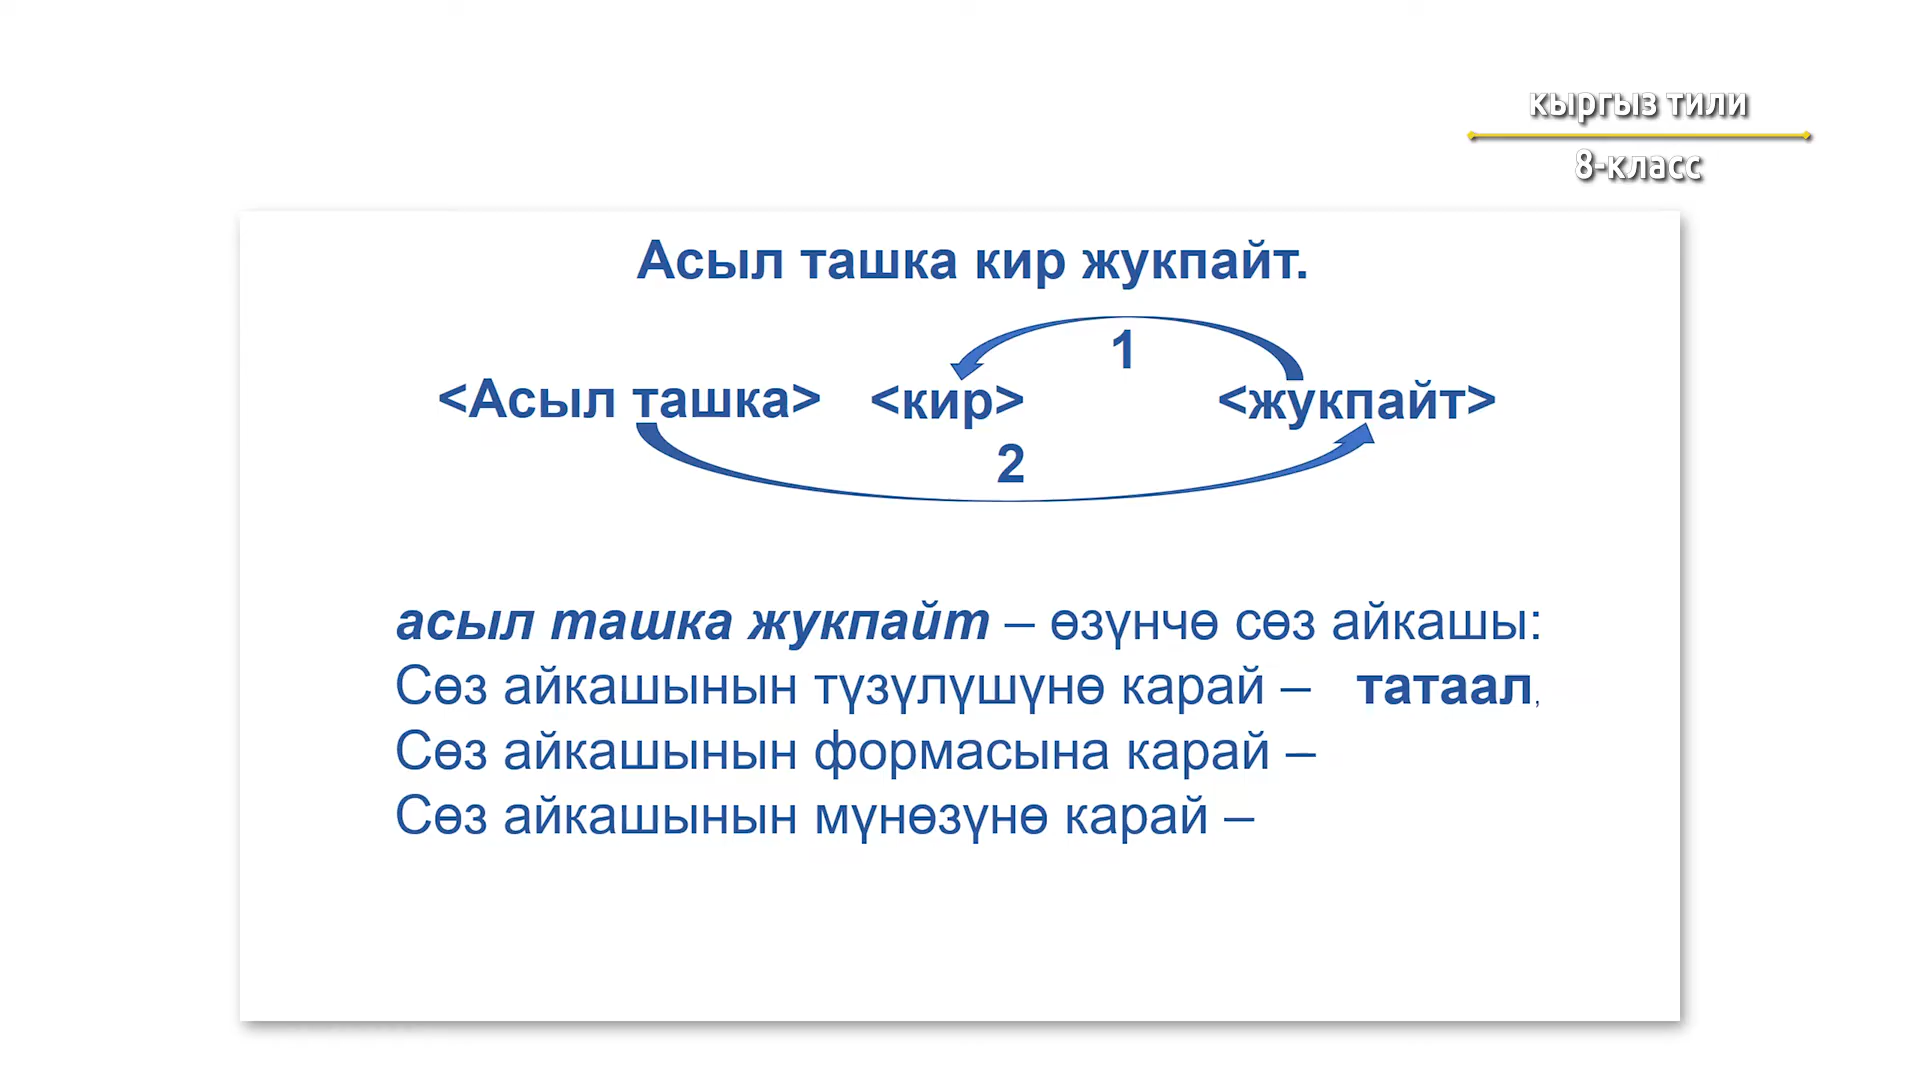 кыргыз тили
8-класс
Асыл ташка кир жукпайт.
1
<Асыл ташка> <кир> <жукпайт>
2
асыл ташка жукпайт – өзүнчө сөз айкашы:
Сөз айкашынын түзүлүшүнө карай – татаал,
Сөз айкашынын формасына карай –
Сөз айкашынын мүнөзүнө карай –